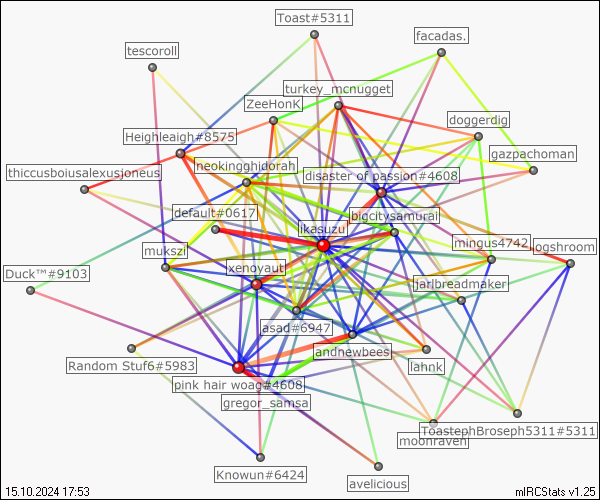 Toast#5311
facadas.
tescoroll
turkey_mcnugget
ZeeHonK
doggerdig
Heighleaigh#8575
gazpachoman
neokingghidorah
thiccusboiusalexusjoneus
disaster of passion#4608
default#0617
bigcitysamurai
ikasuzu
mukszi
mingus4742
logshroom
xenoyaut
Duck™#9103
jarlbreadmaker
asad#6947
andnewbees
Random Stuf6#5983
lahnk
pink hair woag#4608
gregor_samsa
ToastephBroseph5311#5311
moonraven
Knowun#6424
avelicious
15.10.2024 17:53
mIRCStats v1.25